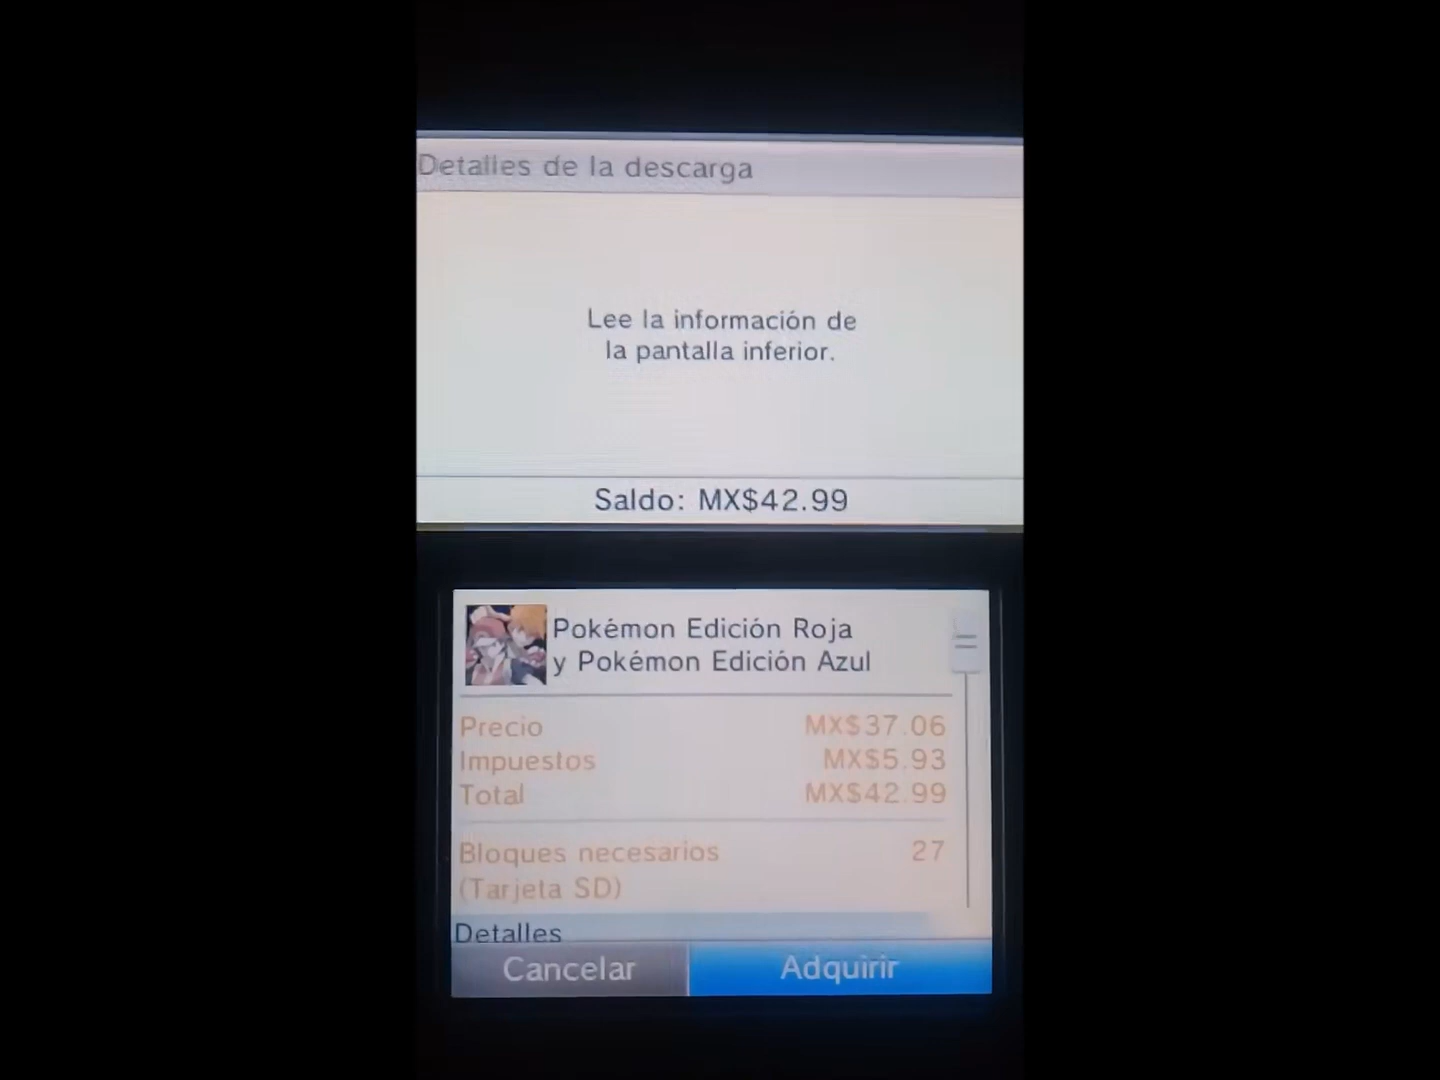 Detalles de la descarga
Lee la información de
la pantalla inferior.
Saldo: MX$42.99
Pokémon Edición Roja
y Pokémon Edición Azul
Precio MX$37.06
Impuestos MX$5.93
Total MX$42.99
Bloques necesarios 27
(Tarjeta SD)
Detalles
Cancelar Adquirir